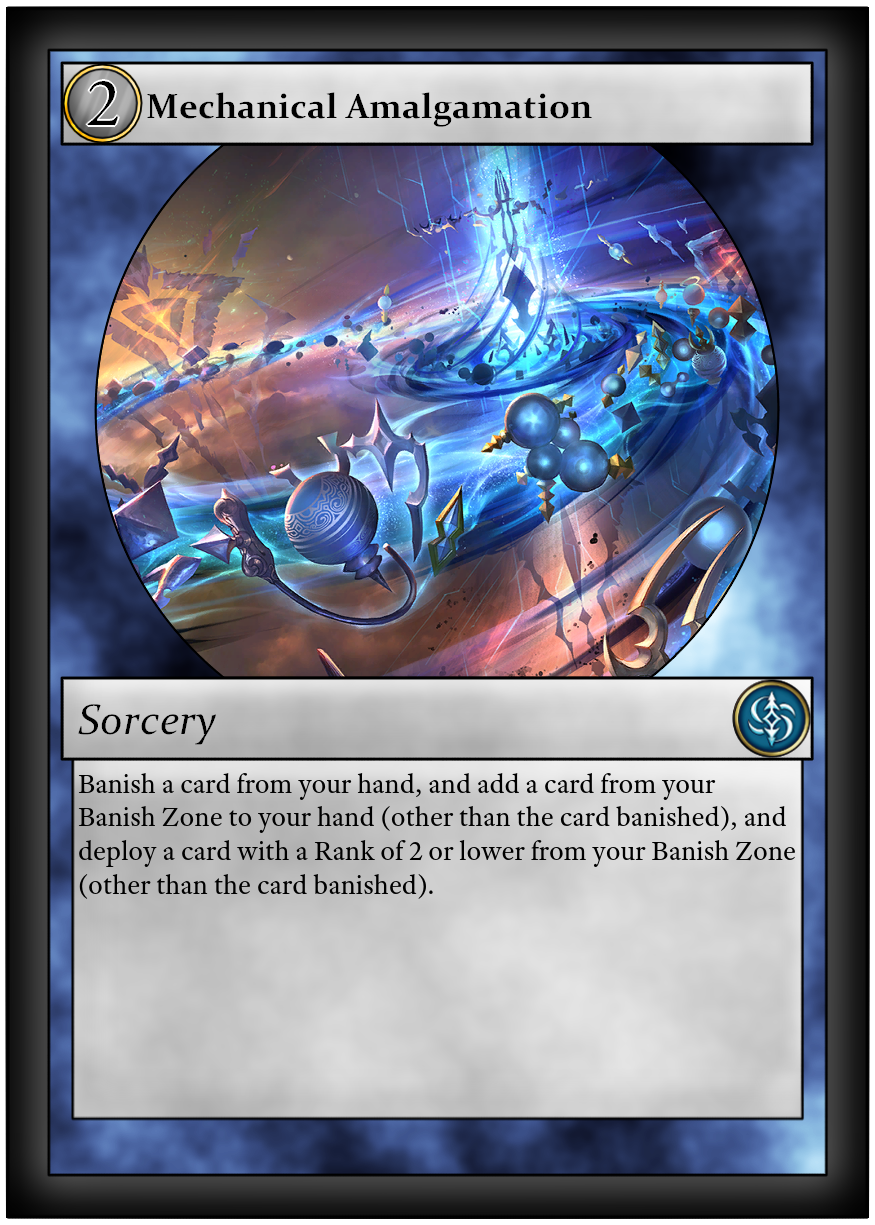 2 Mechanical Amalgamation
Sorcery
Banish a card from your hand, and add a card from your
Banish Zone to your hand (other than the card banished), and
deploy a card with a Rank of 2 or lower from your Banish Zone
(other than the card banished).